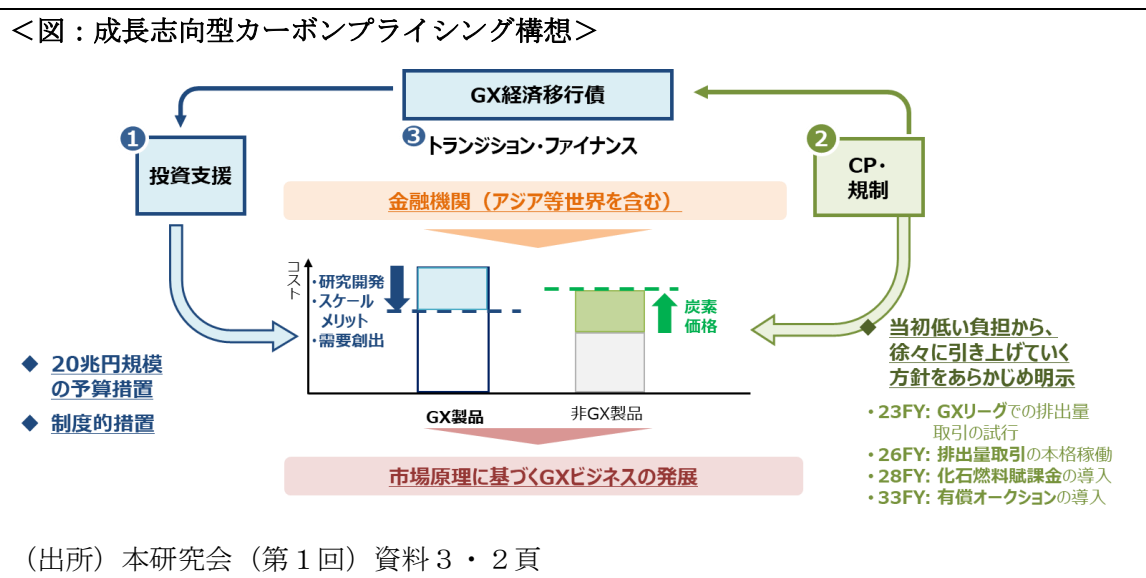 ＜図：成長志向型カーボンプライシング構想＞
GX経済移行債
❶
投資支援
❸トランジション・ファイナンス
❷
CP・
規制
金融機関（アジア等世界を含む）
コスト
・研究開発
・スケール
メリット
・需要創出
炭素
価格
GX製品
非GX製品
◆ 20兆円規模
の予算措置
◆ 制度的措置
◆ 当初低い負担から、
徐々に引き上げていく
方針をあらかじめ明示
・23FY: GXリーグでの排出量
取引の試行
・26FY: 排出量取引の本格稼働
・28FY: 化石燃料賦課金の導入
・33FY: 有償オークションの導入
市場原理に基づくGXビジネスの発展
（出所）本研究会（第１回）資料３・２頁